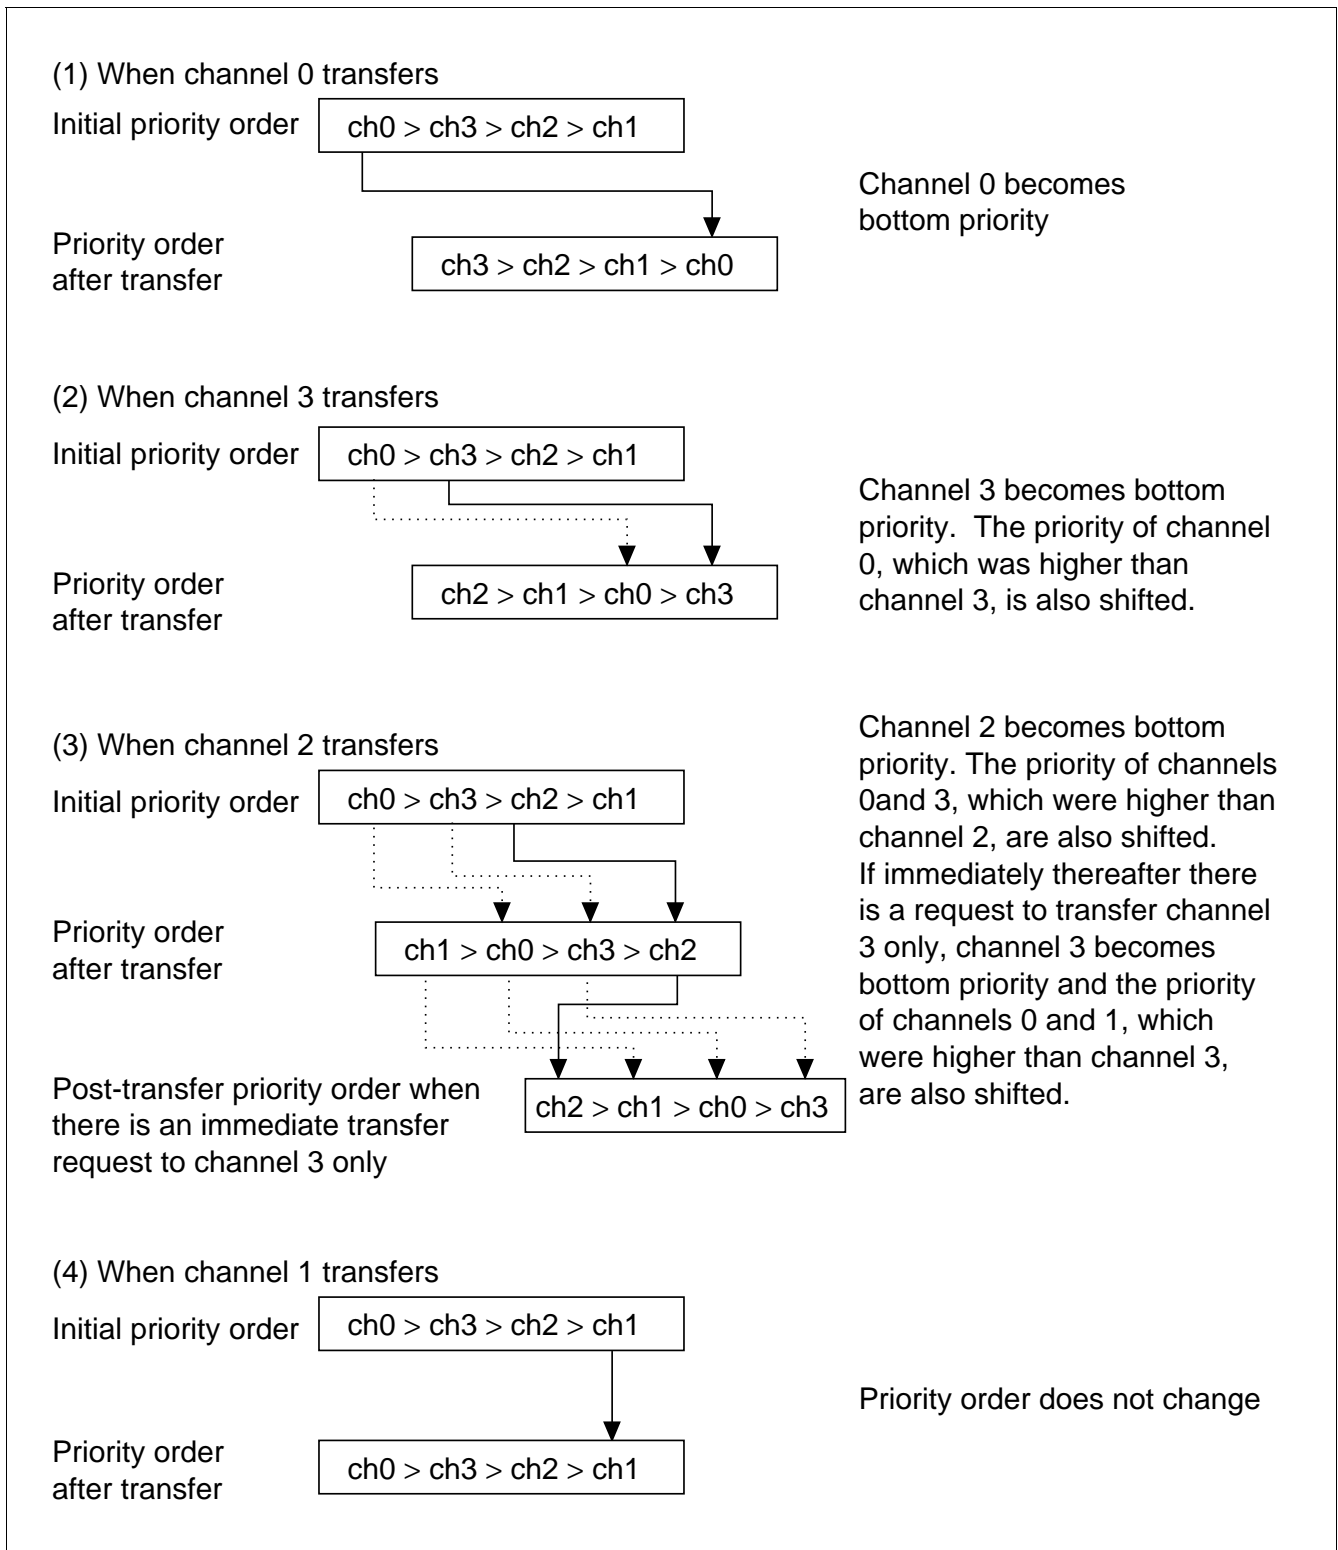 (1) When channel 0 transfers
Initial priority order
ch0 > ch3 > ch2 > ch1
Channel 0 becomes
bottom priority
Priority order
after transfer
ch3 > ch2 > ch1 > ch0
(2) When channel 3 transfers
Initial priority order
ch0 > ch3 > ch2 > ch1
Channel 3 becomes bottom
priority.  The priority of channel
0, which was higher than
channel 3, is also shifted.
Priority order
after transfer
ch2 > ch1 > ch0 > ch3
(3) When channel 2 transfers
Initial priority order
ch0 > ch3 > ch2 > ch1
Channel 2 becomes bottom
priority. The priority of channels
0and 3, which were higher than
channel 2, are also shifted.
If immediately thereafter there
is a request to transfer channel
3 only, channel 3 becomes
bottom priority and the priority
of channels 0 and 1, which
were higher than channel 3,
are also shifted.
Priority order
after transfer
ch1 > ch0 > ch3 > ch2
Post-transfer priority order when
there is an immediate transfer
request to channel 3 only
ch2 > ch1 > ch0 > ch3
(4) When channel 1 transfers
Initial priority order
ch0 > ch3 > ch2 > ch1
Priority order does not change
Priority order
after transfer
ch0 > ch3 > ch2 > ch1